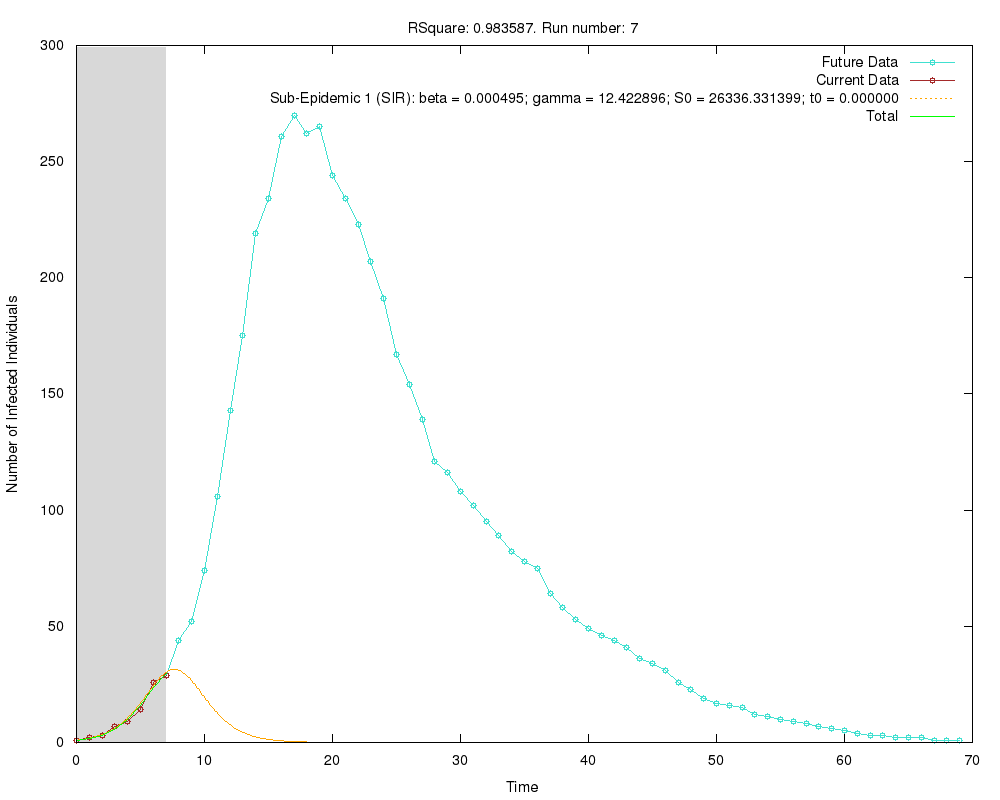 RSquare: 0.983587. Run number: 7
300
250
200
150
100
50
0
Number of Infected Individuals
Future Data
Current Data
Sub-Epidemic 1 (SIR): beta = 0.000495; gamma = 12.422896; S0 = 26336.331399; t0 = 0.000000
Total
0 10 20 30 40 50 60 70
Time